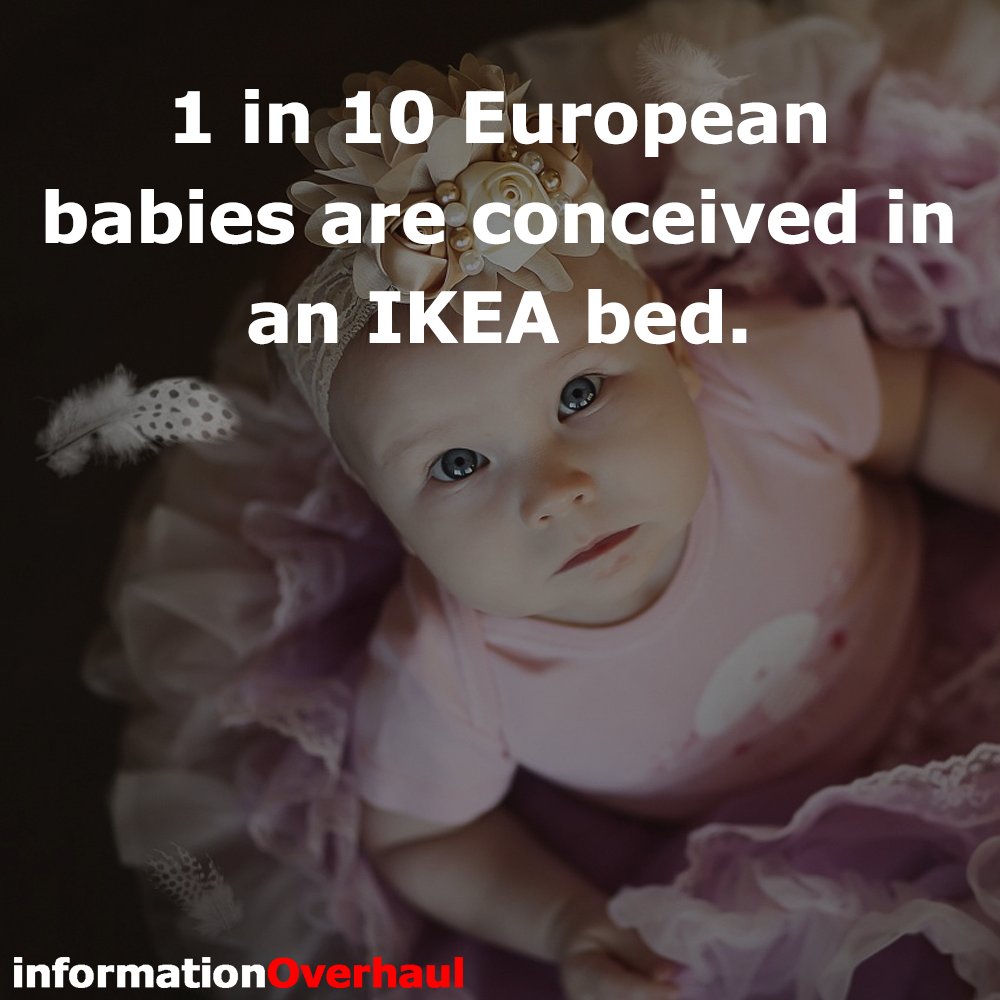 1 in 10 European
babies are conceived in
an IKEA bed.
informationOverhaul